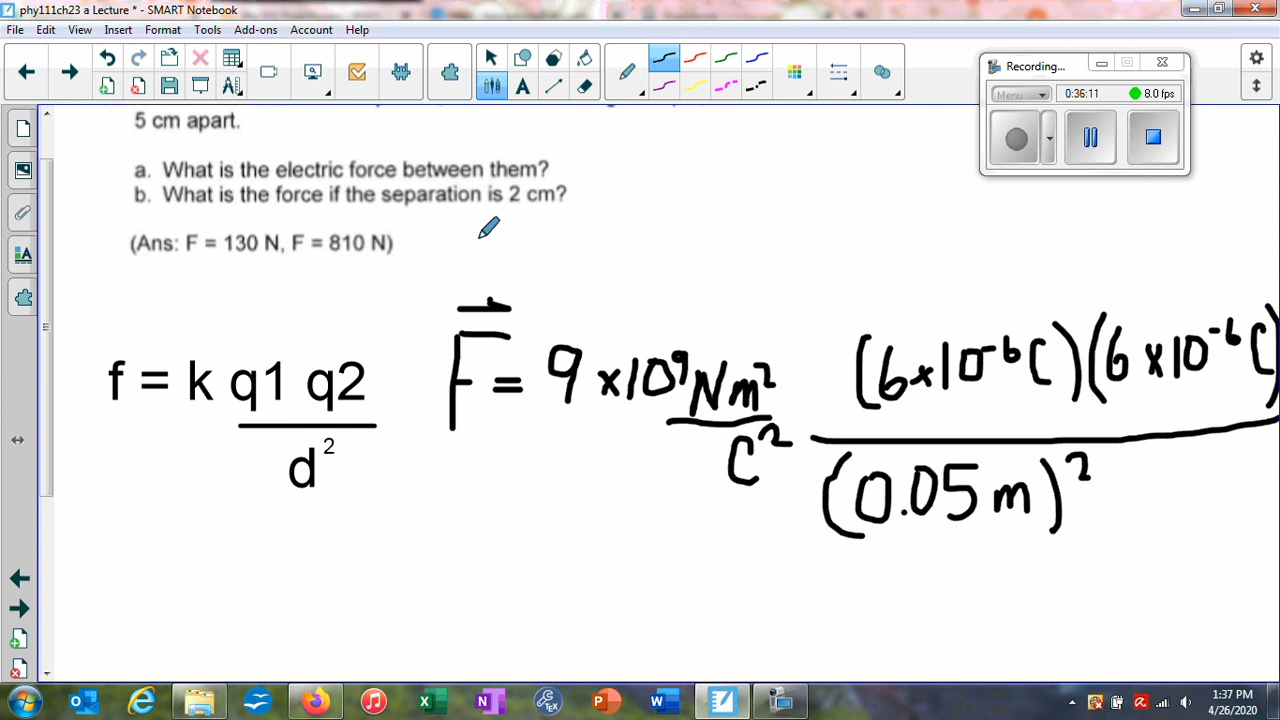 phy111ch23 a Lecture * - SMART Notebook
File Edit View Insert Format Tools Add-ons Account Help
Recording...
Menu 0:36:11 8.0 fps
5 cm apart.
a. What is the electric force between them?
b. What is the force if the separation is 2 cm?
(Ans: F = 130 N, F = 810 N)
f = k q1 q2
d²
F = 9 x10⁹ Nm² (6x10⁻⁶ C)(6 x10⁻⁶ C)
C² (0.05 m)²
1:37 PM
4/26/2020